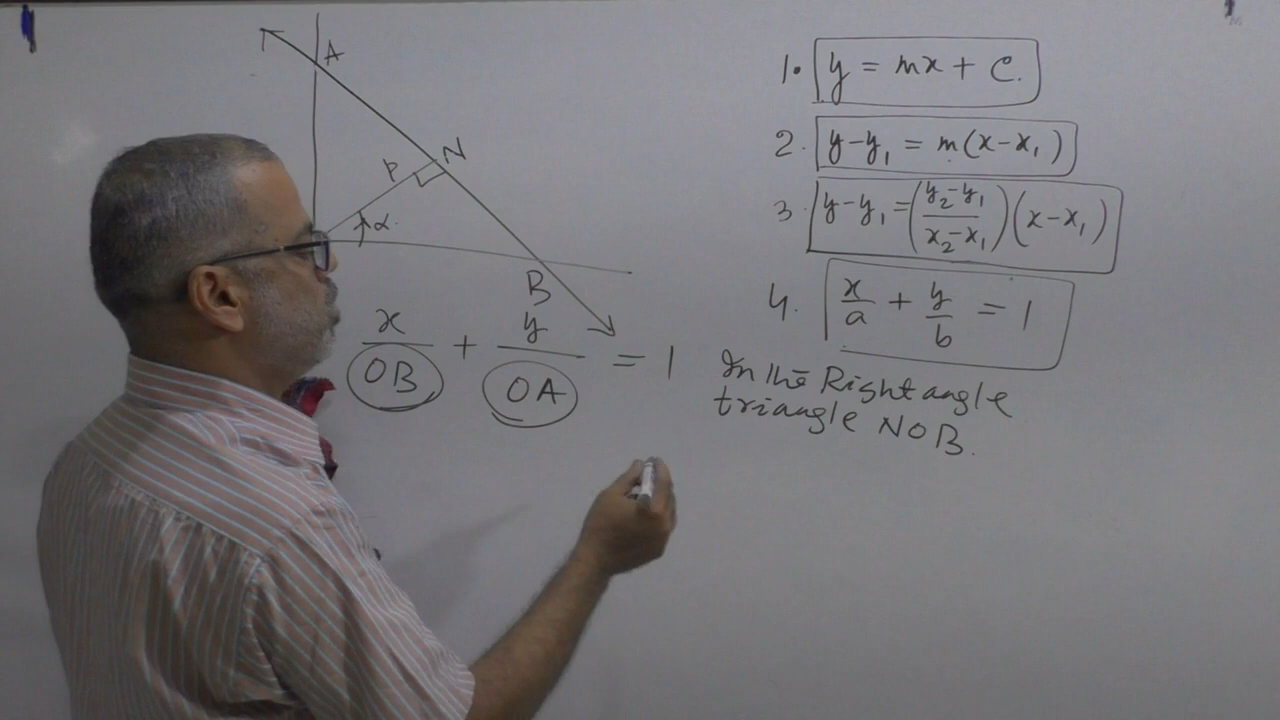 A
N
P
α
B
x/OB + y/OA = 1
1. y = mx + c.
2. y-y₁ = m(x-x₁)
3. y-y₁ = (y₂-y₁/x₂-x₁)(x-x₁)
4. x/a + y/b = 1
In the Right angle
triangle NOB.